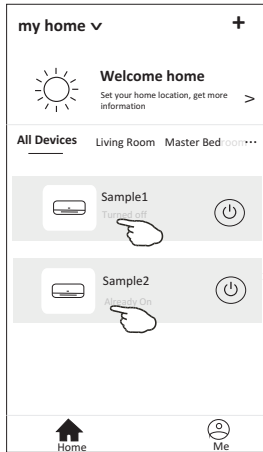 my home
Welcome home
Set your home location, get more
information
>
All Devices Living Room Master Bedroom...
Sample1
Turned off
Sample2
Already On
Home Me